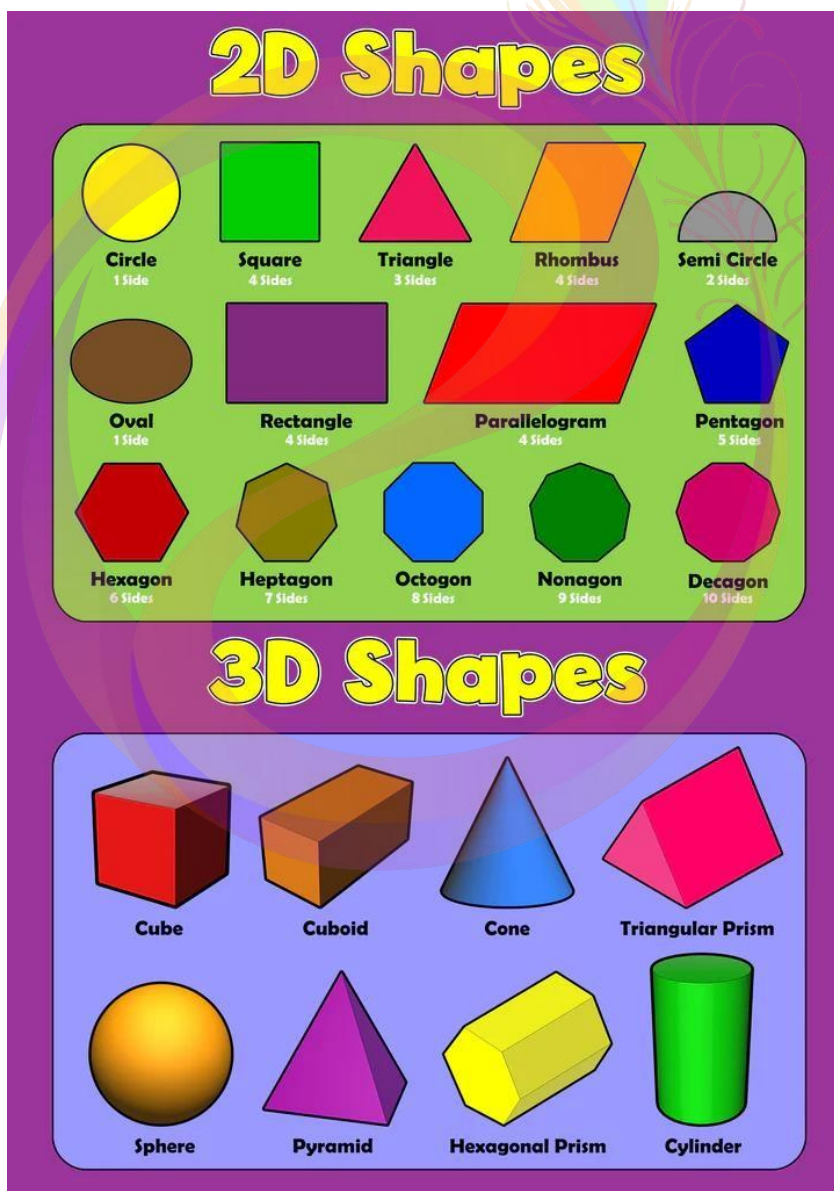 2D Shapes
Circle Square Triangle Rhombus Semi Circle
1 Side 4 Sides 3 Sides 4 Sides 2 Sides
Oval Rectangle Parallelogram Pentagon
1 Side 4 Sides 4 Sides 5 Sides
Hexagon Heptagon Octogon Nonagon Decagon
6 Sides 7 Sides 8 Sides 9 Sides 10 Sides
3D Shapes
Cube Cuboid Cone Triangular Prism
Sphere Pyramid Hexagonal Prism Cylinder